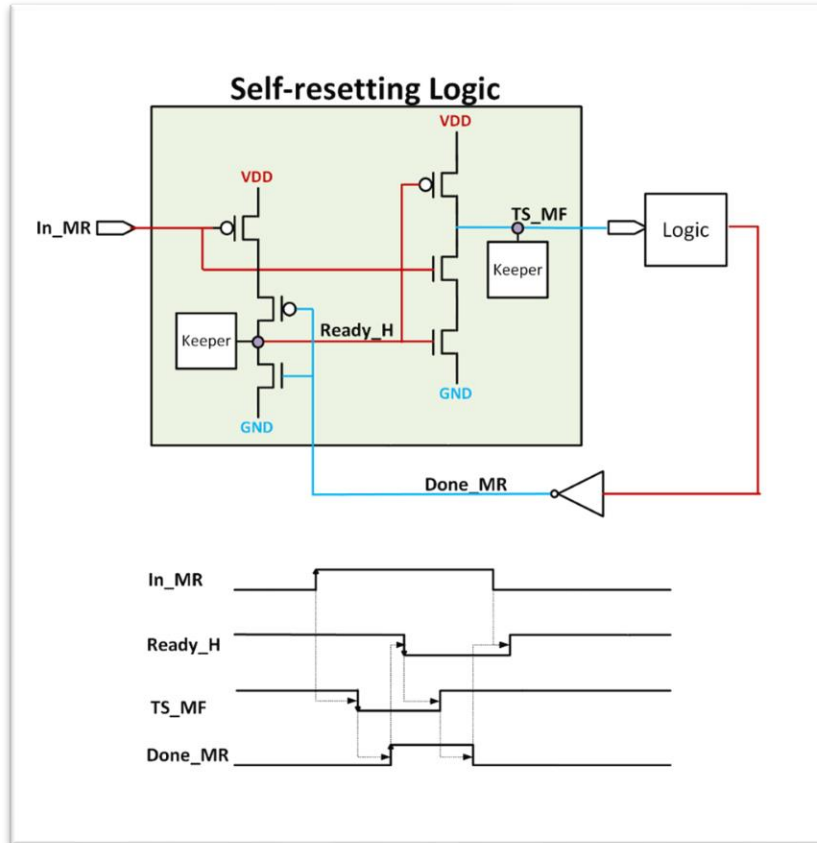 Self-resetting Logic
VDD
VDD
In_MR
TS_MF
Logic
Keeper
Keeper
Ready_H
GND
GND
Done_MR
In_MR
Ready_H
TS_MF
Done_MR